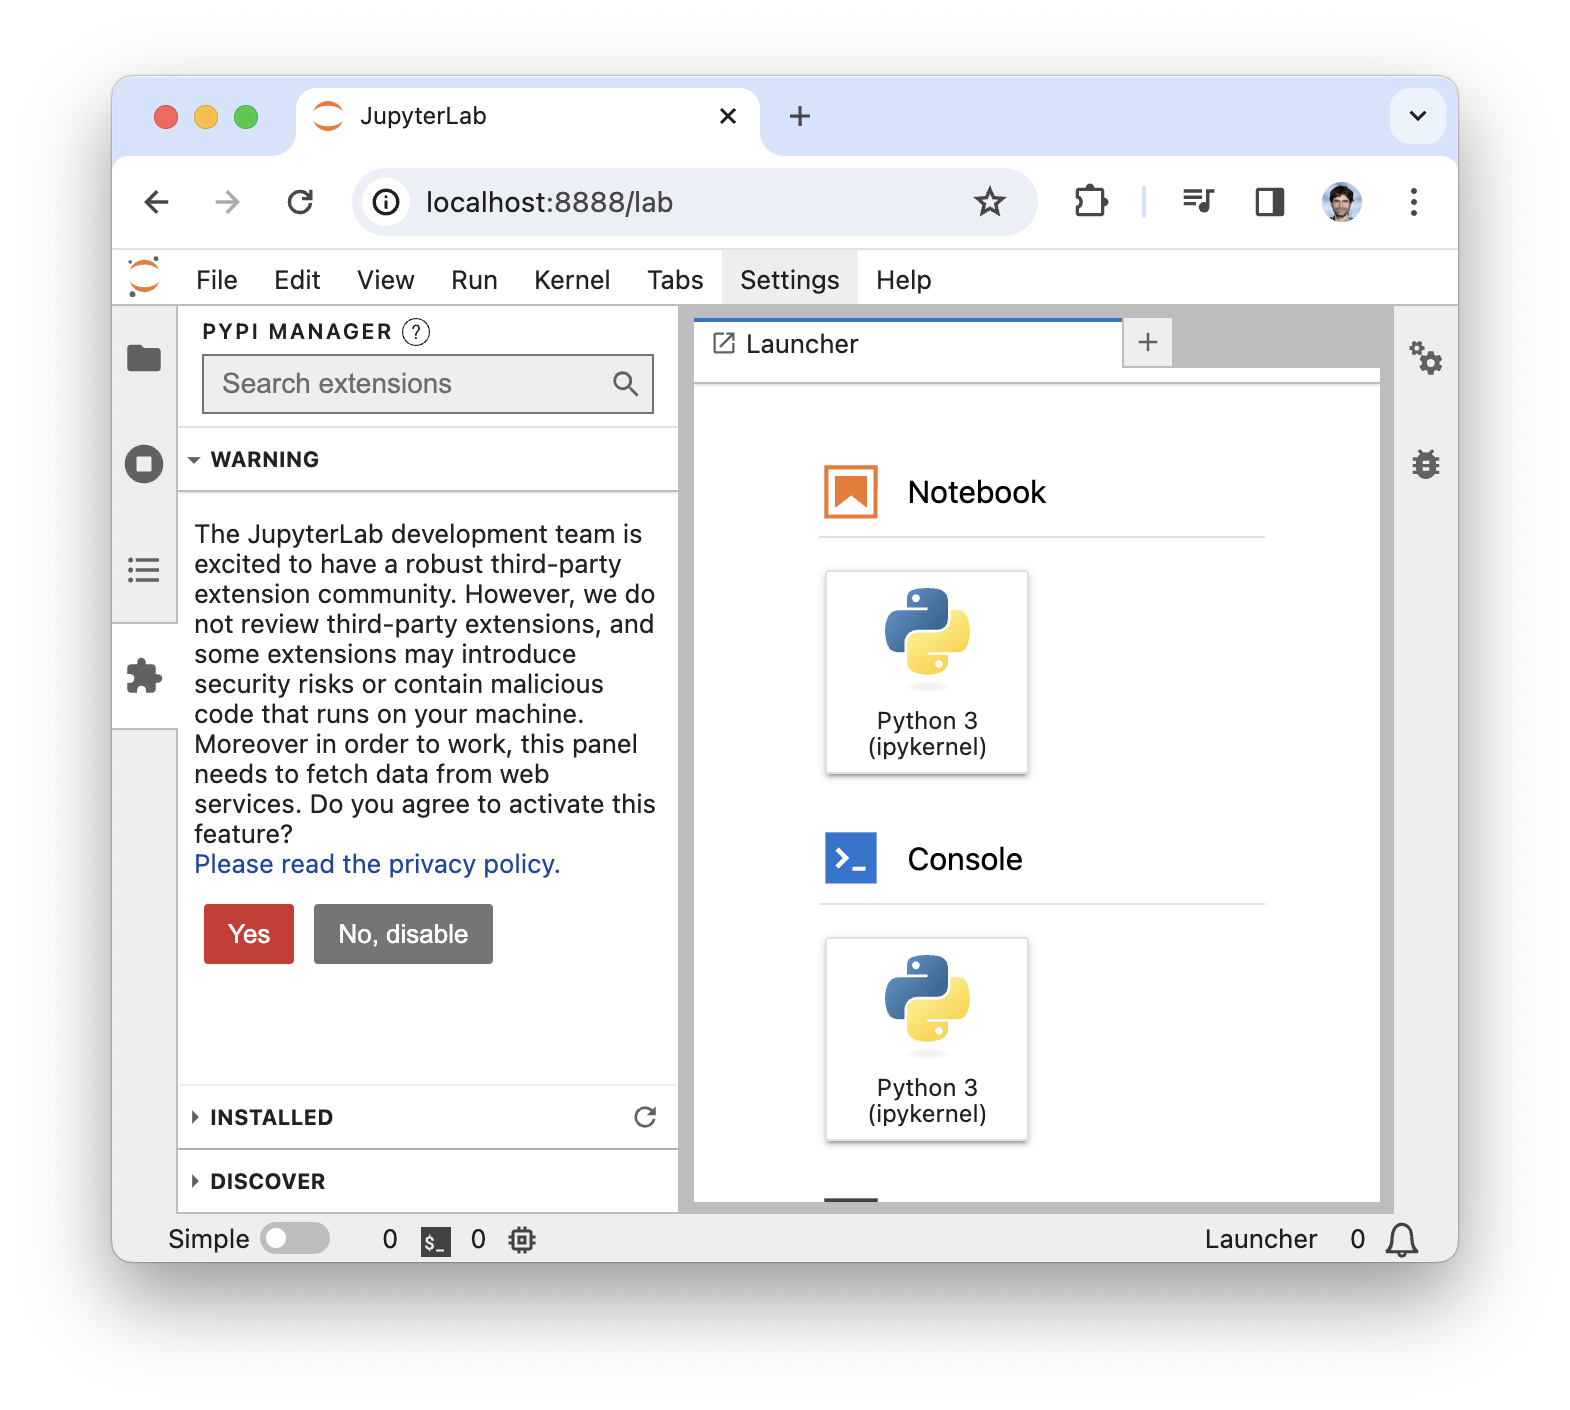 JupyterLab
localhost:8888/lab
File Edit View Run Kernel Tabs Settings Help
PYPI MANAGER ?
Search extensions
WARNING
The JupyterLab development team is
excited to have a robust third-party
extension community. However, we do
not review third-party extensions, and
some extensions may introduce
security risks or contain malicious
code that runs on your machine.
Moreover in order to work, this panel
needs to fetch data from web
services. Do you agree to activate this
feature?
Please read the privacy policy.
Yes No, disable
INSTALLED
DISCOVER
Launcher
Notebook
Python 3
(ipykernel)
Console
Python 3
(ipykernel)
Simple 0 $_ 0 Launcher 0